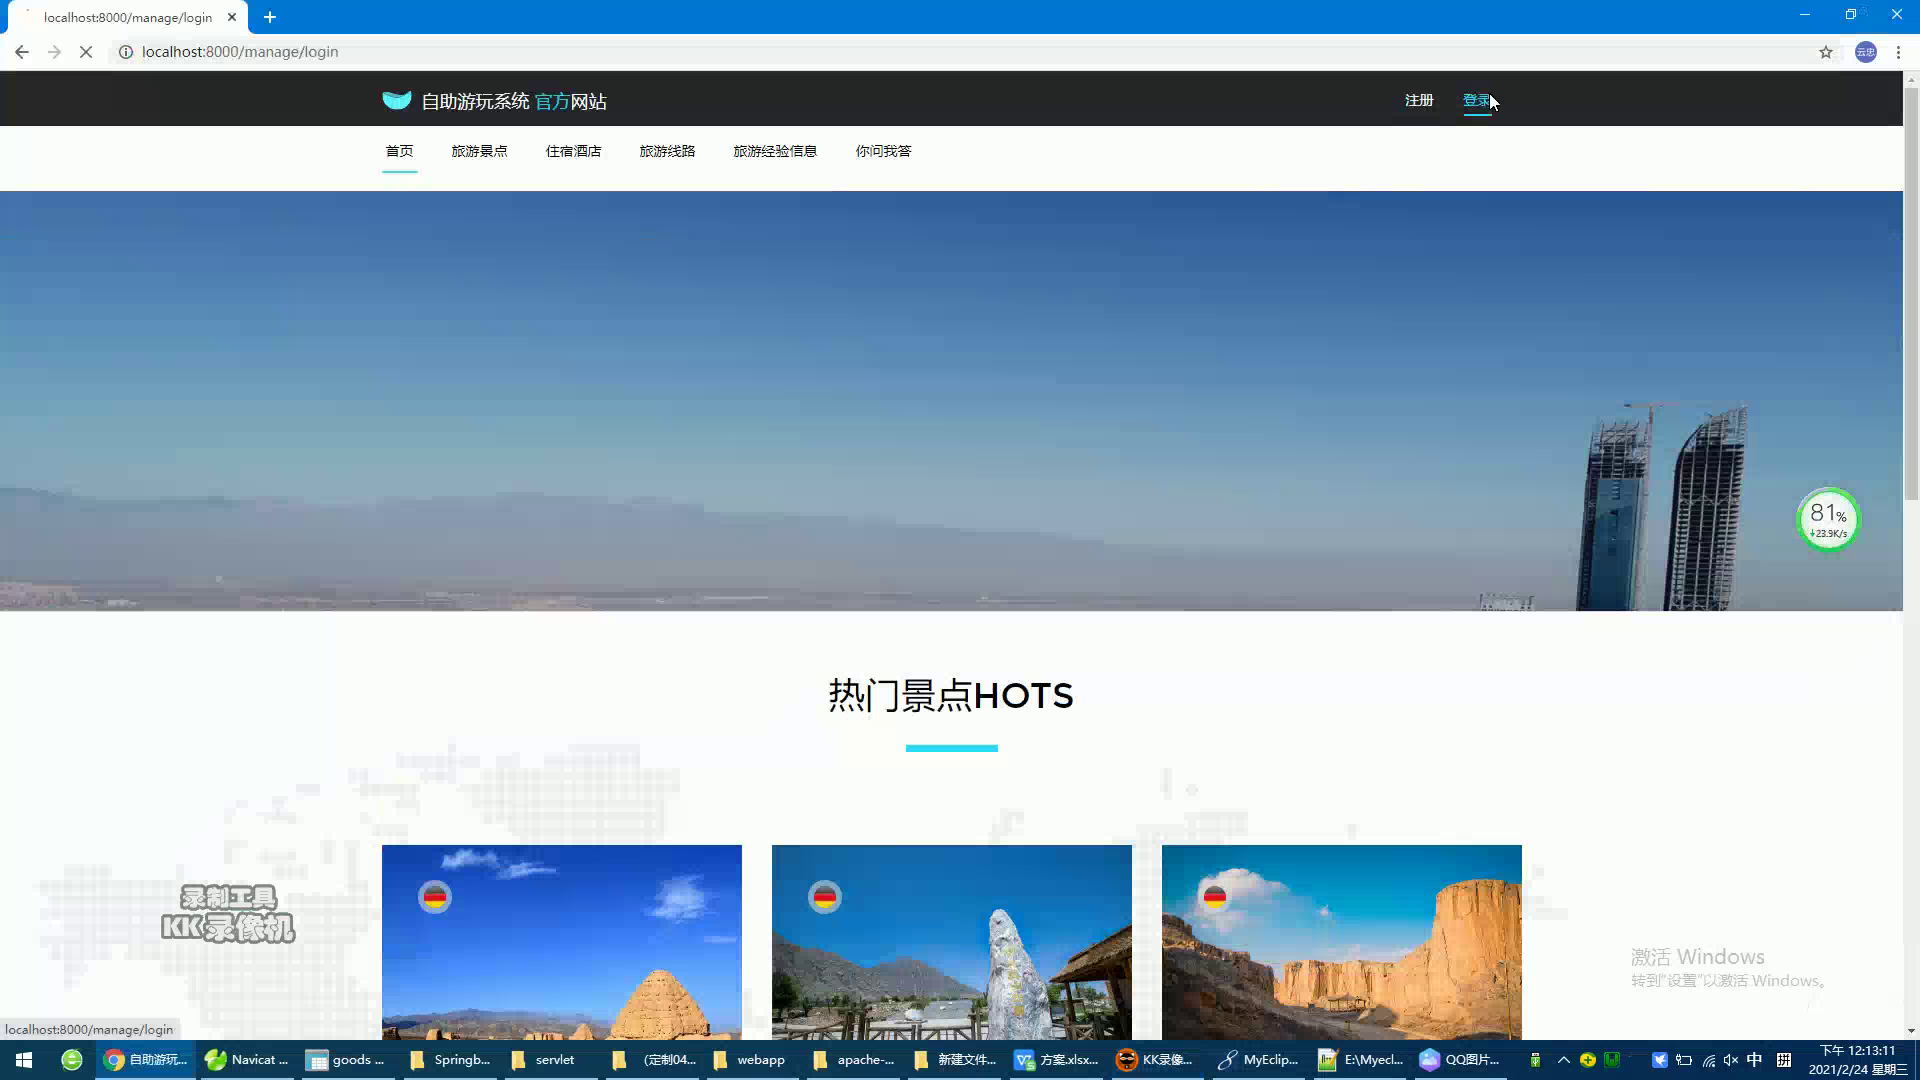 localhost:8000/manage/login
localhost:8000/manage/login
云忠
自助游玩系统 官方网站
注册
登录
首页
旅游景点
住宿酒店
旅游线路
旅游经验信息
你问我答
81%
23.9K/s
热门景点HOTS
录制工具
KK录像机
激活 Windows
转到"设置"以激活 Windows。
localhost:8000/manage/login
自助游玩...
Navicat ...
goods ...
Springb...
servlet
(定制04...
webapp
apache-...
新建文件...
方案.xlsx...
KK录像...
MyEclip...
E:\Myecl...
QQ图片...
中
拼
下午 12:13:11
2021/2/24 星期三